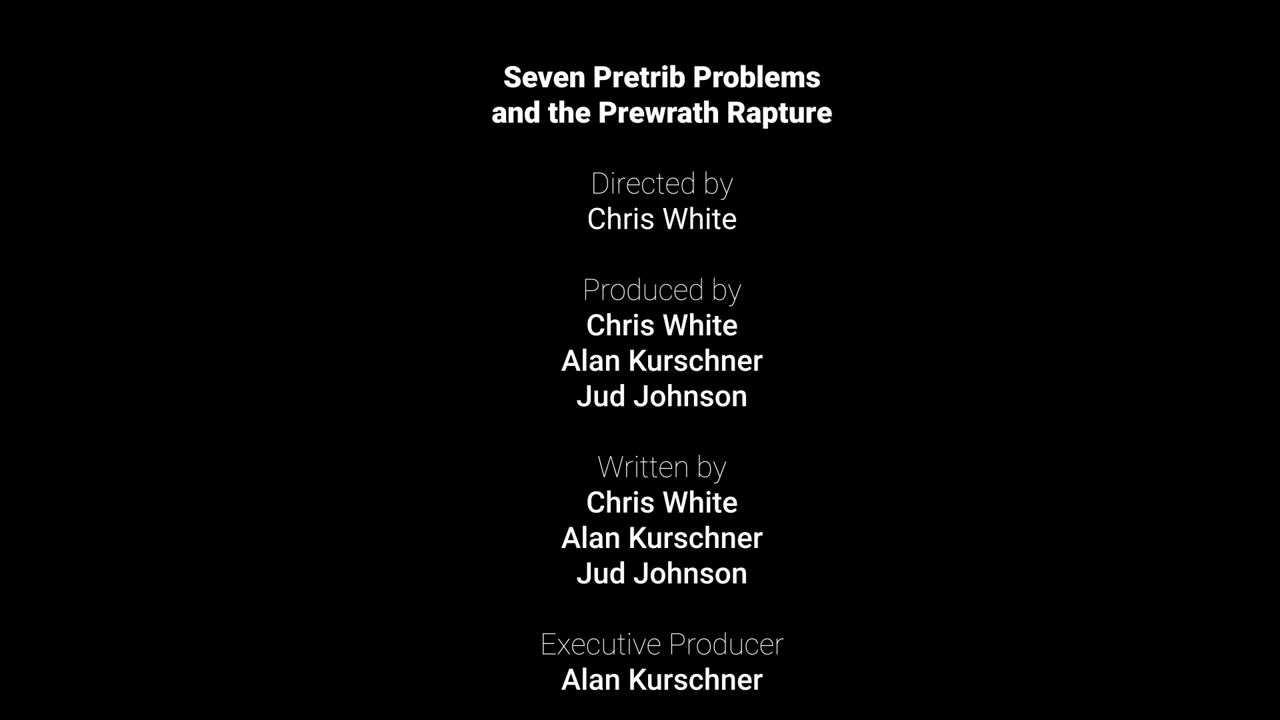 Seven Pretrib Problems
and the Prewrath Rapture
Directed by
Chris White
Produced by
Chris White
Alan Kurschner
Jud Johnson
Written by
Chris White
Alan Kurschner
Jud Johnson
Executive Producer
Alan Kurschner